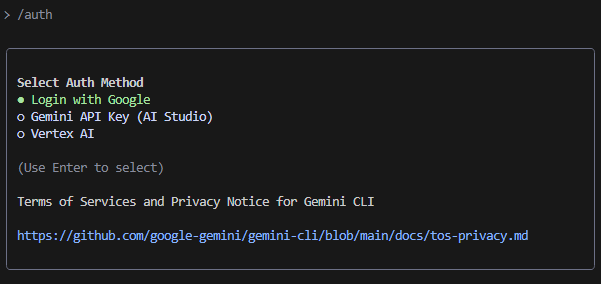 > /auth
Select Auth Method
● Login with Google
○ Gemini API Key (AI Studio)
○ Vertex AI
(Use Enter to select)
Terms of Services and Privacy Notice for Gemini CLI
https://github.com/google-gemini/gemini-cli/blob/main/docs/tos-privacy.md